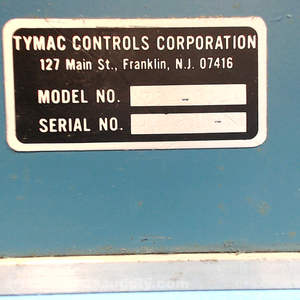 TYMAC CONTROLS CORPORATION
127 Main St., Franklin, N.J. 07416
MODEL NO. -
SERIAL NO. -